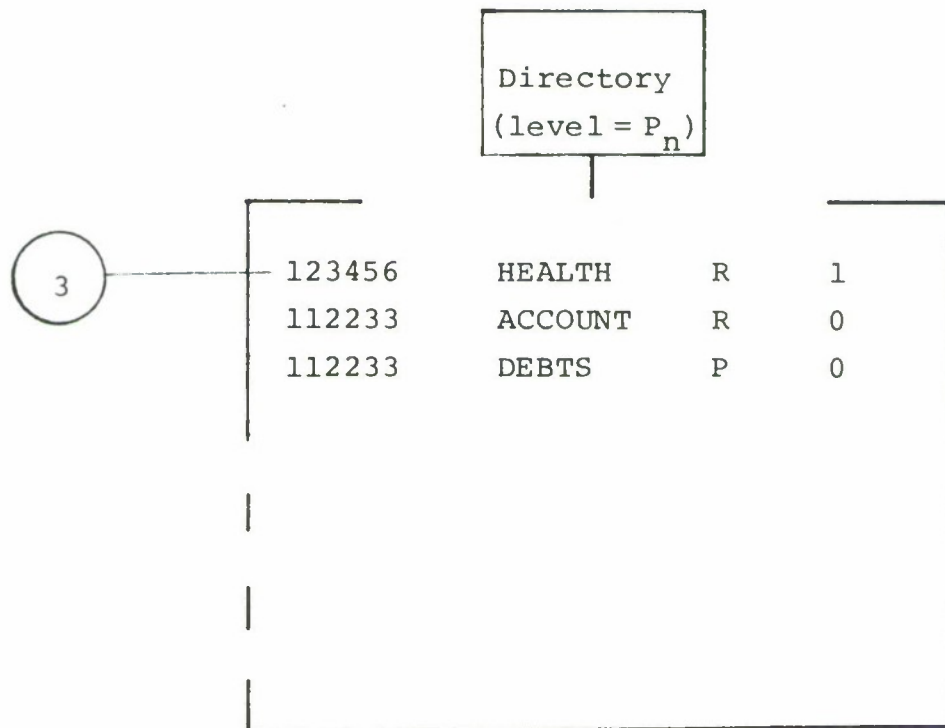 Directory
(level = Pn)
3
123456 HEALTH R 1
112233 ACCOUNT R 0
112233 DEBTS P 0